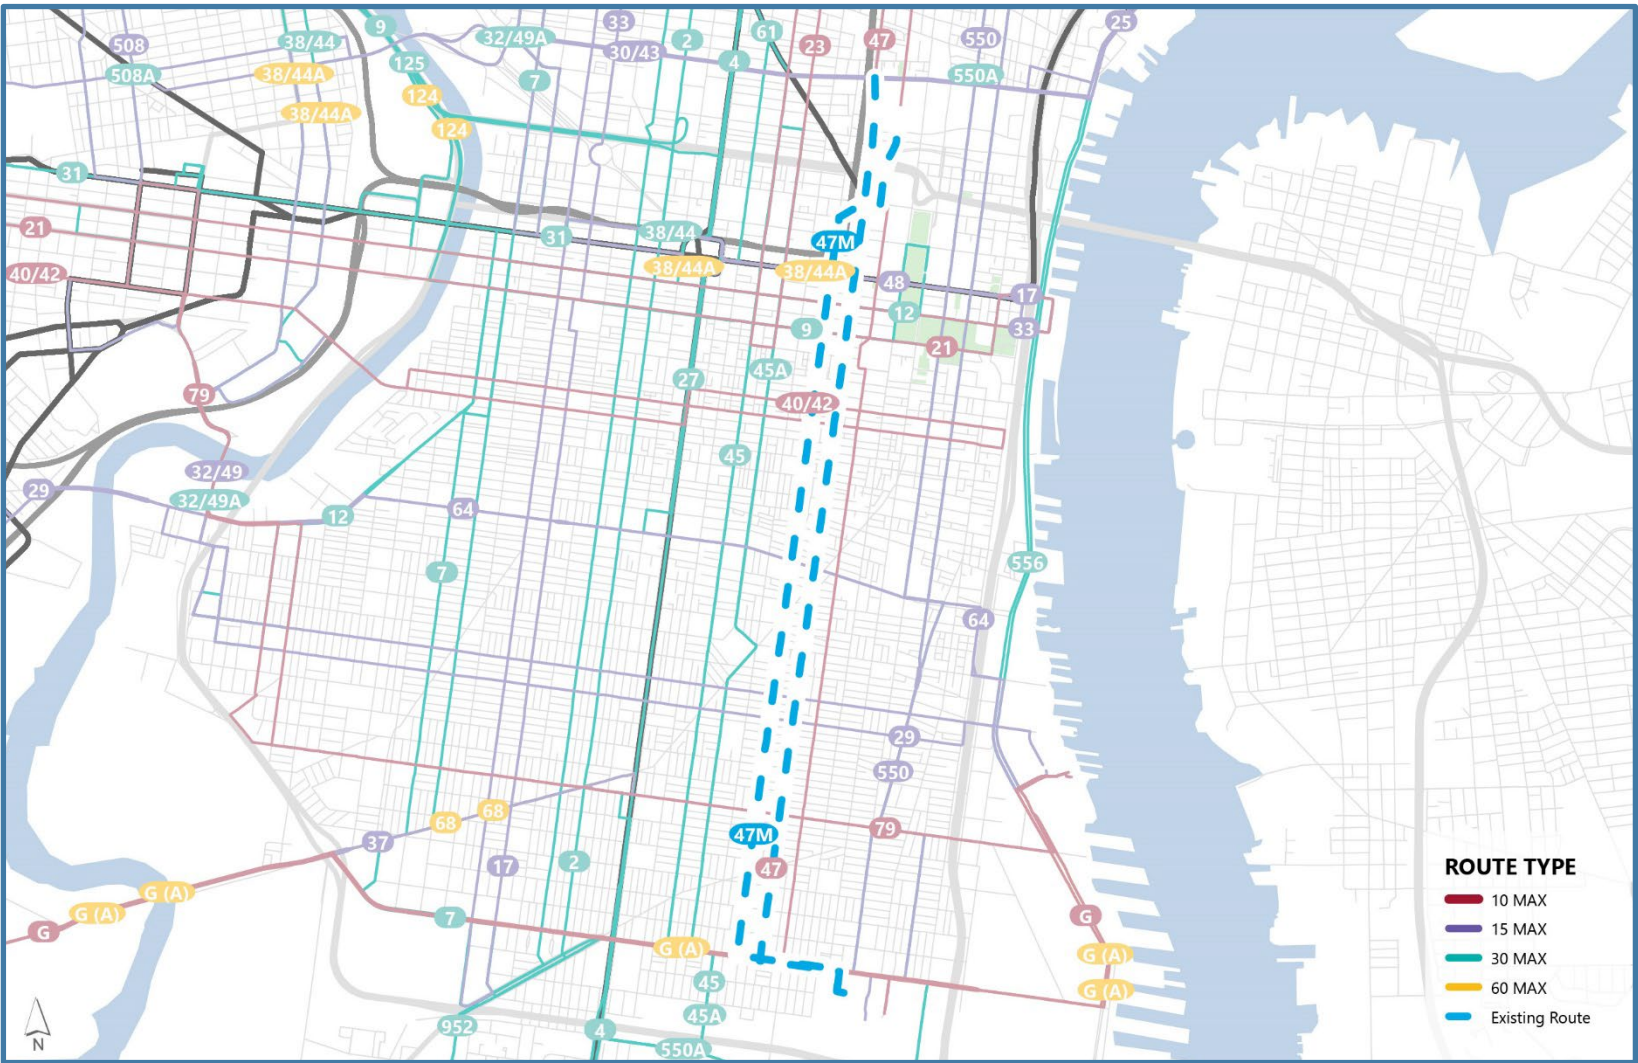 9
33
47
25
508
38/44
32/49A
2
61
23
550
30/43
125
4
508A
38/44A
7
550A
124
38/44A
124
31
21
38/44
31
47M
40/42
38/44A
38/44A
48
17
12
9
33
21
27
45A
79
40/42
45
32/49
29
32/49A
64
12
556
7
64
29
550
68
68
79
47M
37
2
17
47
ROUTE TYPE
G (A)
10 MAX
G (A)
7
G
15 MAX
G
G (A)
G (A)
30 MAX
45
G (A)
60 MAX
45A
952
4
Existing Route
N
550A